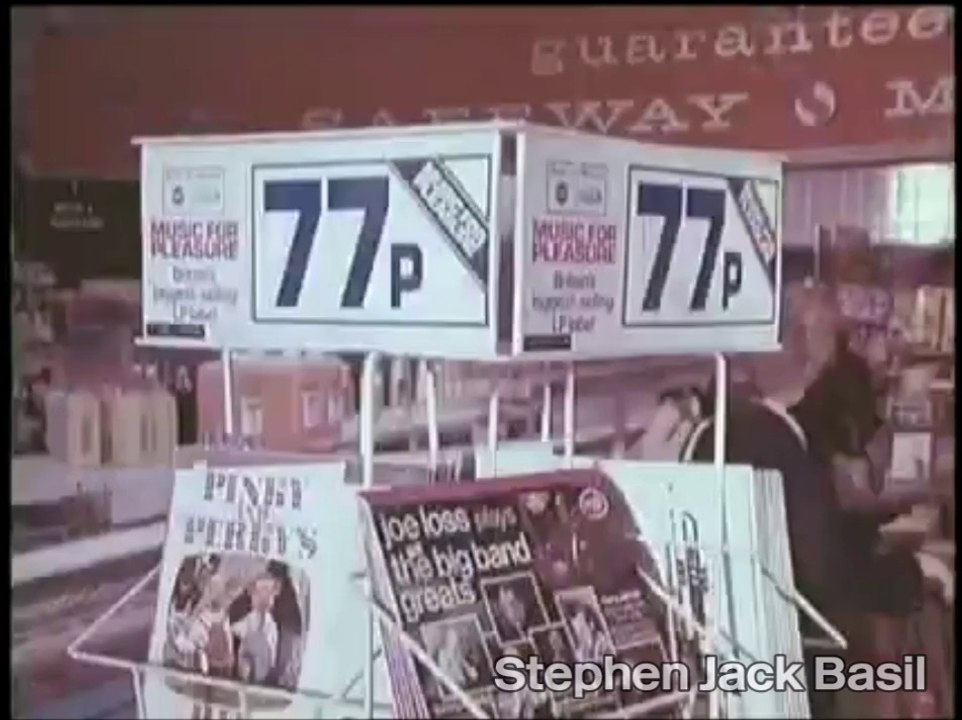 guarantee
SAFEWAY M
MUSIC FOR
PLEASURE
Britain's
biggest-selling
LP label
77p
MUSIC FOR
PLEASURE
Britain's
biggest-selling
LP label
77p
PINKY
AND
PERKY'S
joe loss plays
the big band
greats
Stephen Jack Basil